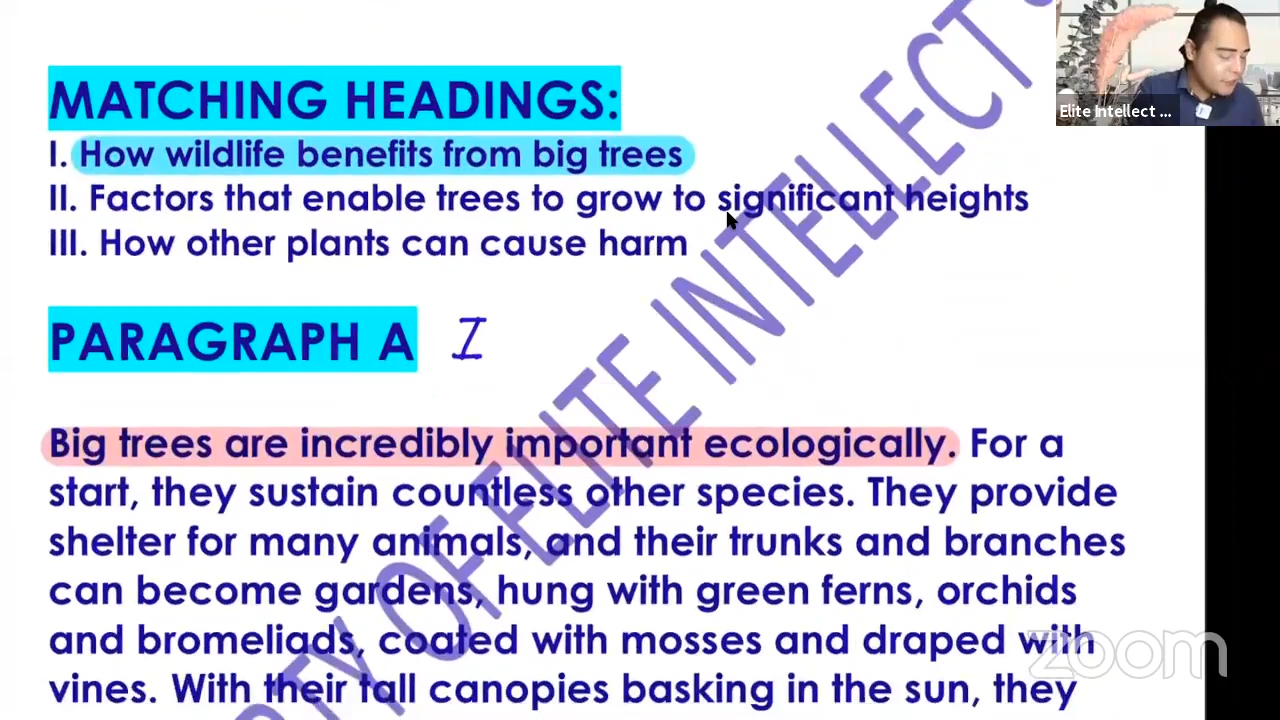 MATCHING HEADINGS:
I. How wildlife benefits from big trees
II. Factors that enable trees to grow to significant heights
III. How other plants can cause harm
PARAGRAPH A I
Big trees are incredibly important ecologically. For a
start, they sustain countless other species. They provide
shelter for many animals, and their trunks and branches
can become gardens, hung with green ferns, orchids
and bromeliads, coated with mosses and draped with
vines. With their tall canopies basking in the sun, they
Elite Intellect ...
PERTY OF ELITE INTELLECTS
zoom